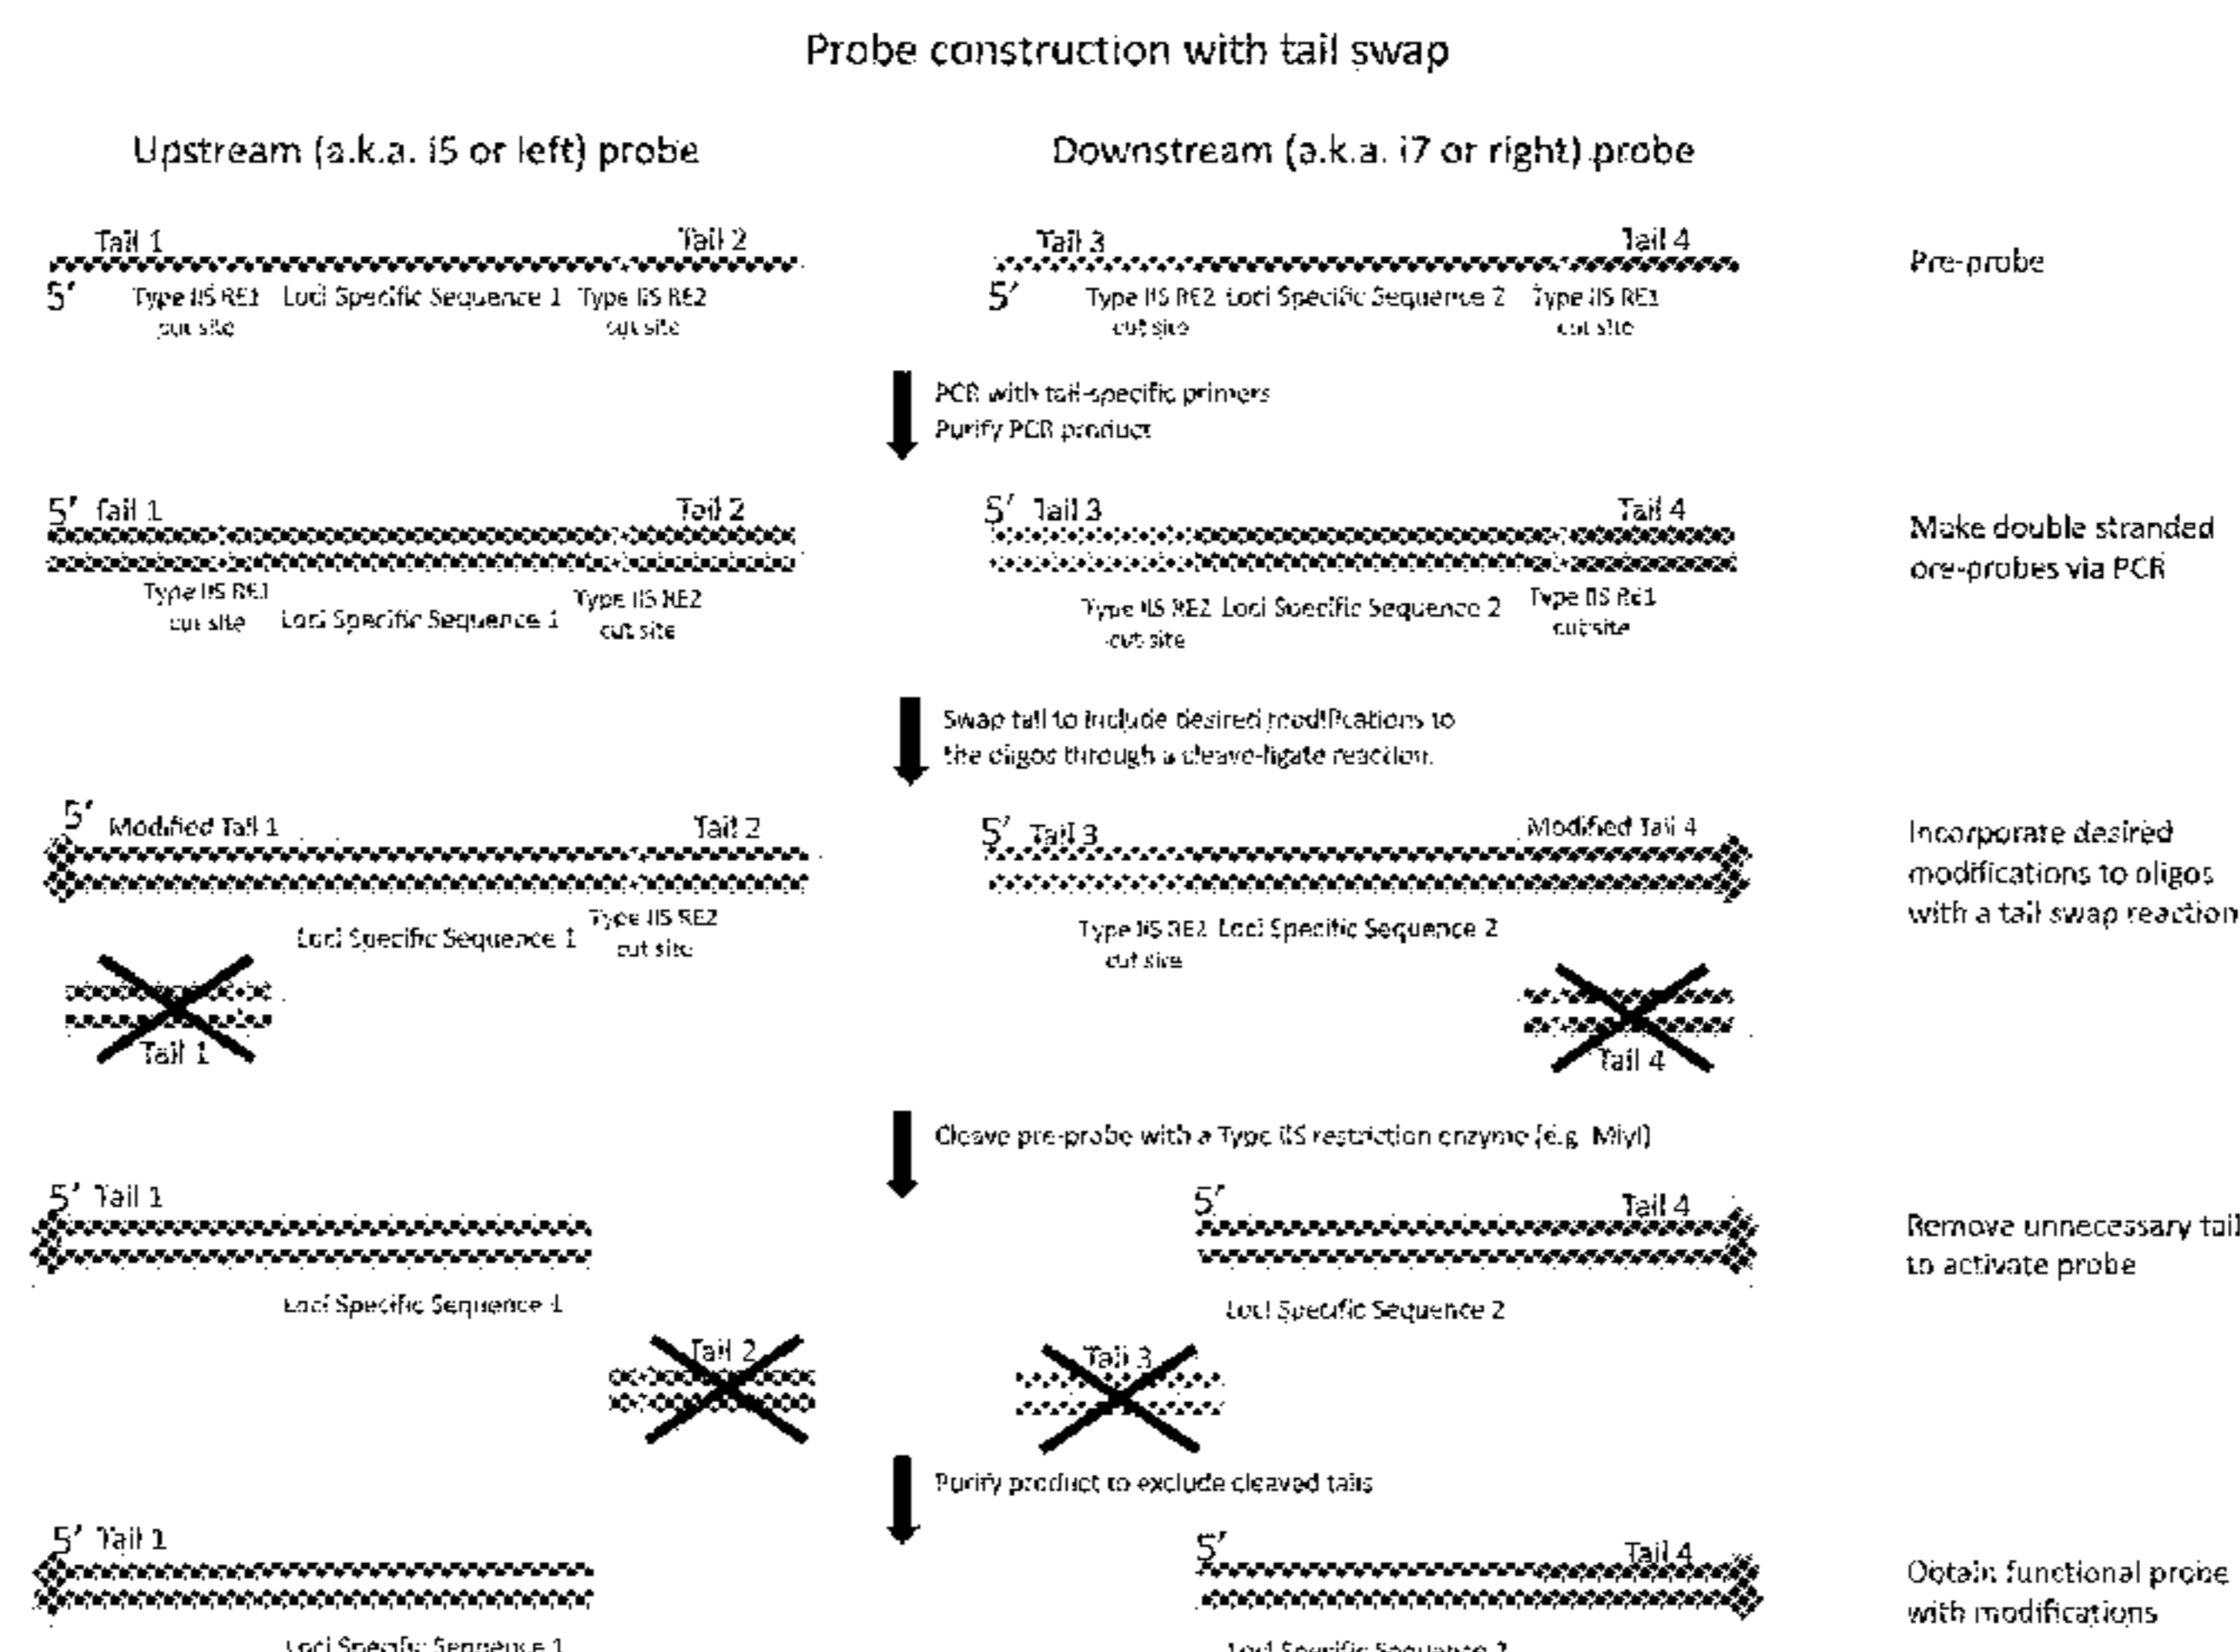 Probe construction with tail swap
Upstream (a.k.a. i5 or left) probe
Downstream (a.k.a. i7 or right) probe
Tail 1
Tail 2
Tail 3
Tail 4
Pre-probe
5′
Type IIS RE1
cut site
Loci Specific Sequence 1
Type IIS RE2
cut site
5′
Type IIS RE2
cut site
Loci Specific Sequence 2
Type IIS RE1
cut site
PCR with tail-specific primers
Purify PCR product
5′ Tail 1
Tail 2
5′ Tail 3
Tail 4
Make double stranded
pre-probes via PCR
Type IIS RE1
cut site
Loci Specific Sequence 1
Type IIS RE2
cut site
Type IIS RE2
cut site
Loci Specific Sequence 2
Type IIS RE1
cut site
Swap tail to include desired modifications to
the oligos through a cleave-ligate reaction.
5′ Modified Tail 1
Tail 2
5′ Tail 3
Modified Tail 4
Incorporate desired
modifications to oligos
with a tail swap reaction
Loci Specific Sequence 1
Type IIS RE2
cut site
Type IIS RE2
cut site
Loci Specific Sequence 2
Tail 1
Tail 4
Cleave pre-probe with a Type IIS restriction enzyme (e.g. MlyI)
5′ Tail 1
5′
Tail 4
Remove unnecessary tail
to activate probe
Loci Specific Sequence 1
Loci Specific Sequence 2
Tail 2
Tail 3
Purify product to exclude cleaved tails
5′ Tail 1
5′
Tail 4
Obtain functional probe
with modifications
Loci Specific Sequence 1
Loci Specific Sequence 2